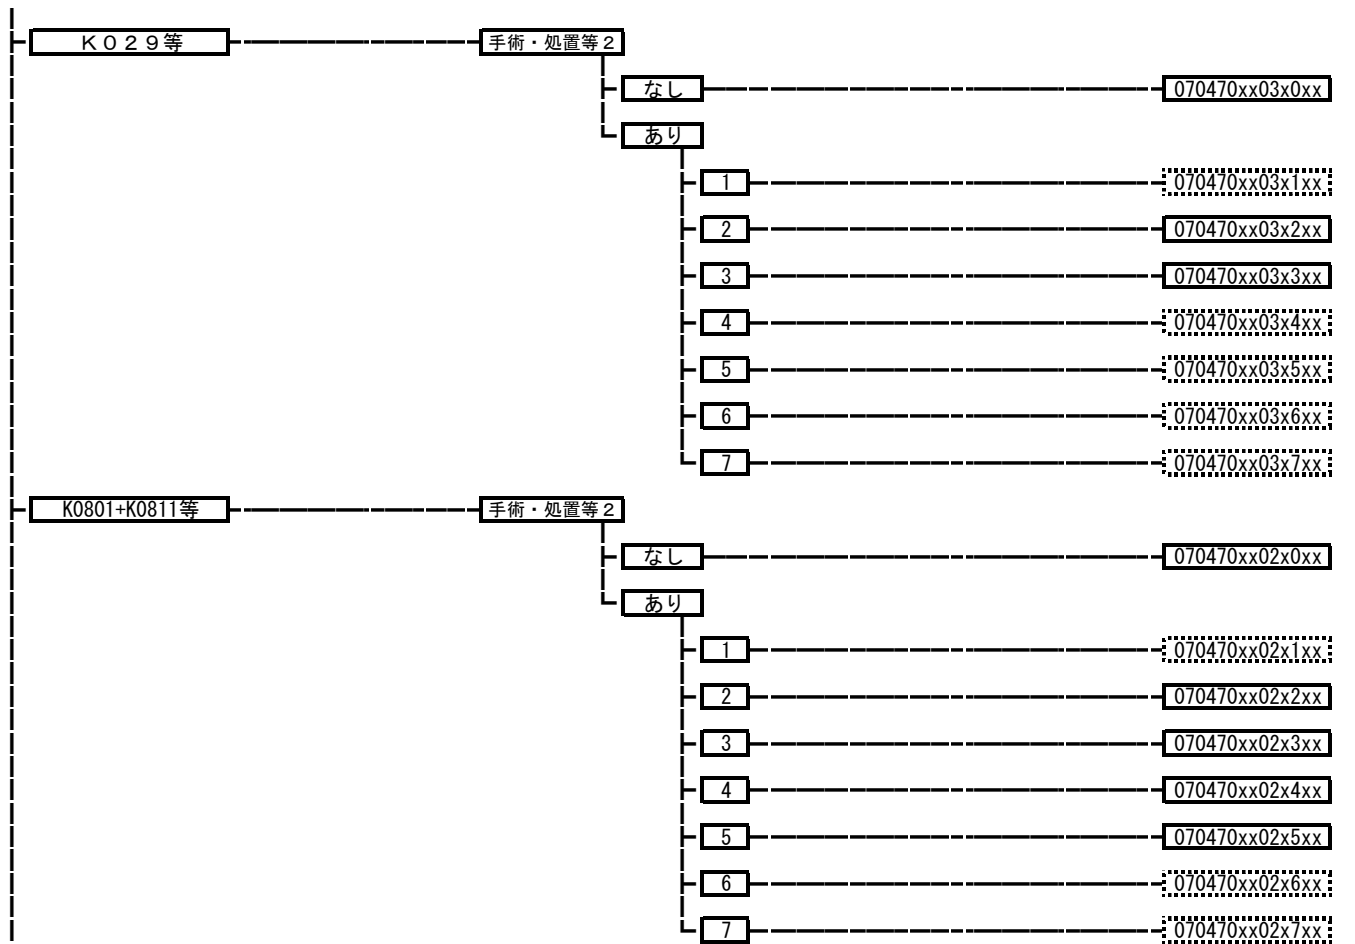 Ｋ０２９等 手術・処置等２
なし 070470xx03x0xx
あり
1 070470xx03x1xx
2 070470xx03x2xx
3 070470xx03x3xx
4 070470xx03x4xx
5 070470xx03x5xx
6 070470xx03x6xx
7 070470xx03x7xx
K0801+K0811等 手術・処置等２
なし 070470xx02x0xx
あり
1 070470xx02x1xx
2 070470xx02x2xx
3 070470xx02x3xx
4 070470xx02x4xx
5 070470xx02x5xx
6 070470xx02x6xx
7 070470xx02x7xx